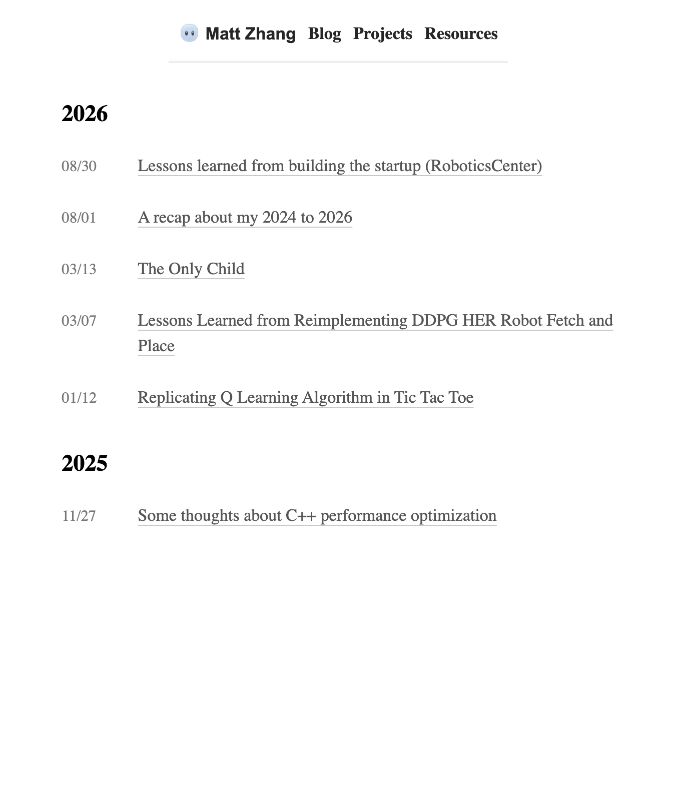 Matt Zhang Blog Projects Resources
2026
08/30 Lessons learned from building the startup (RoboticsCenter)
08/01 A recap about my 2024 to 2026
03/13 The Only Child
03/07 Lessons Learned from Reimplementing DDPG HER Robot Fetch and
Place
01/12 Replicating Q Learning Algorithm in Tic Tac Toe
2025
11/27 Some thoughts about C++ performance optimization